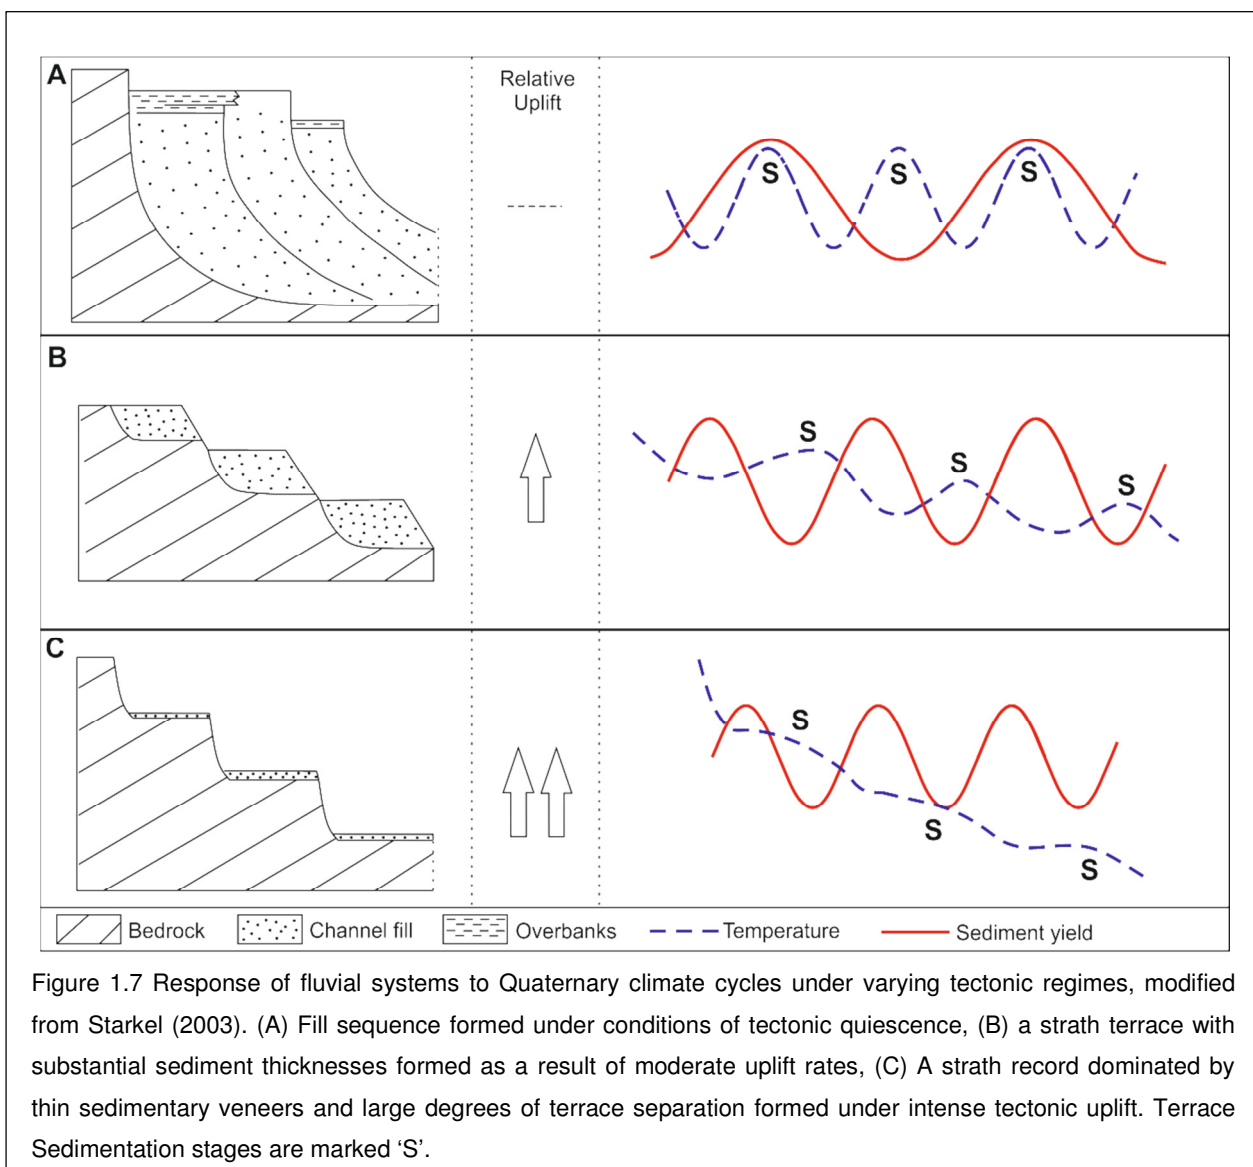 A
Relative
Uplift
S
S
S
B
S
S
S
C
S
S
S
Bedrock
Channel fill
Overbanks
Temperature
Sediment yield
Figure 1.7 Response of fluvial systems to Quaternary climate cycles under varying tectonic regimes, modified
from Starkel (2003). (A) Fill sequence formed under conditions of tectonic quiescence, (B) a strath terrace with
substantial sediment thicknesses formed as a result of moderate uplift rates, (C) A strath record dominated by
thin sedimentary veneers and large degrees of terrace separation formed under intense tectonic uplift. Terrace
Sedimentation stages are marked ‘S’.